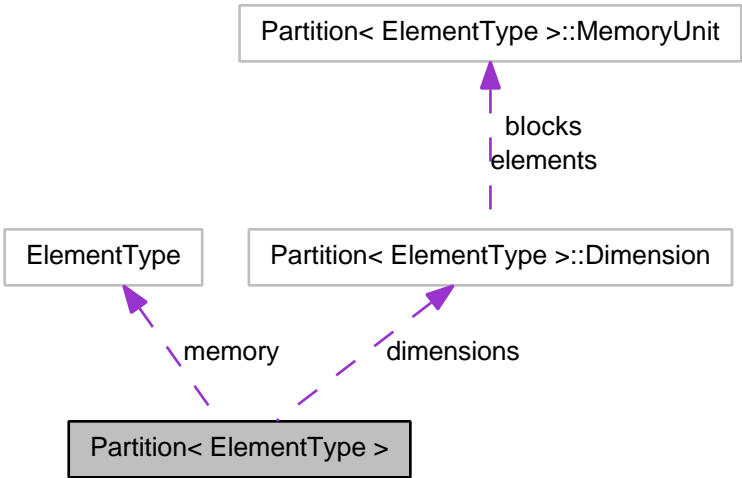 Partition< ElementType >::MemoryUnit
blocks
elements
ElementType
Partition< ElementType >::Dimension
memory
dimensions
Partition< ElementType >